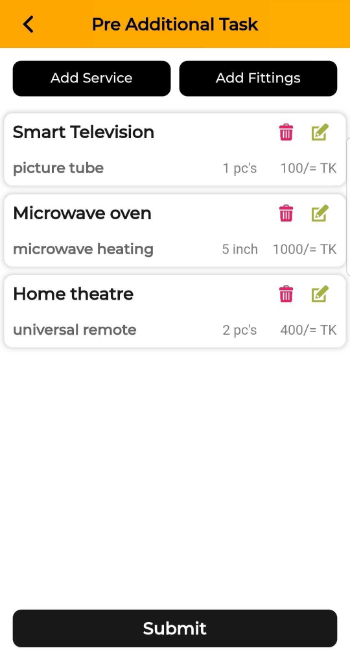 Pre Additional Task
Add Service Add Fittings
Smart Television
picture tube 1 pc's 100/= TK
Microwave oven
microwave heating 5 inch 1000/= TK
Home theatre
universal remote 2 pc's 400/= TK
Submit